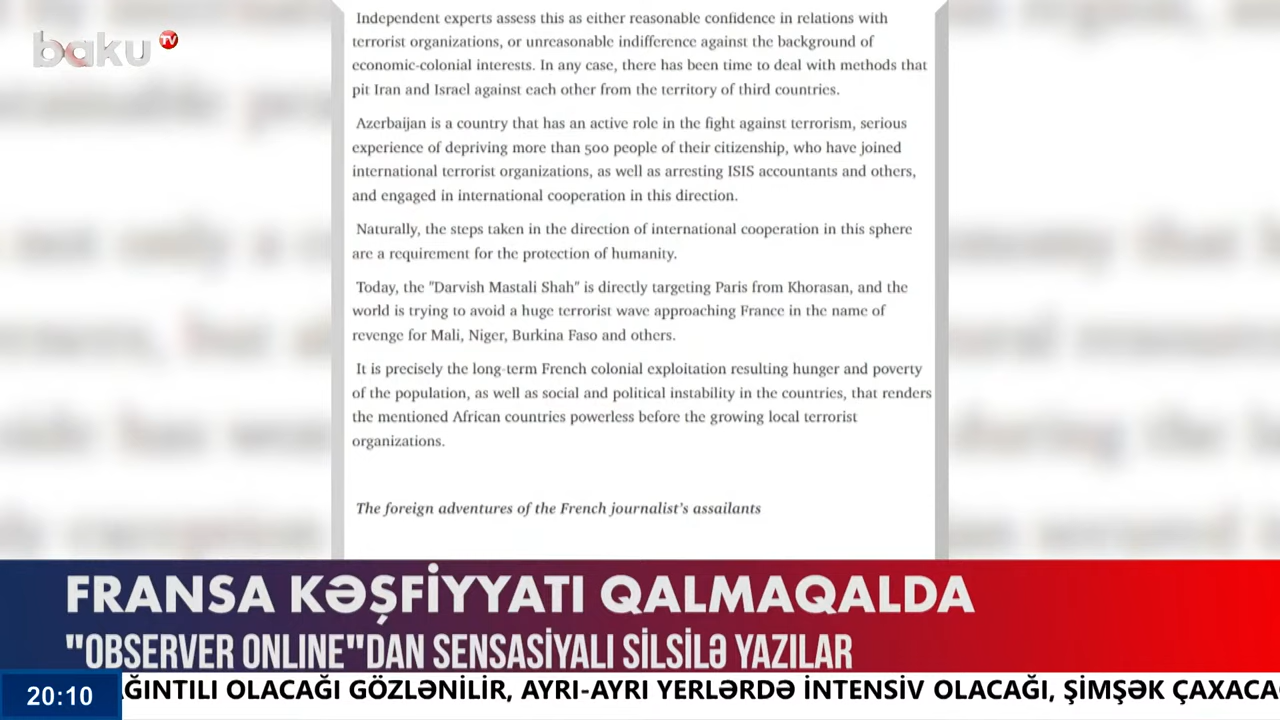 baku TV
Independent experts assess this as either reasonable confidence in relations with
terrorist organizations, or unreasonable indifference against the background of
economic-colonial interests. In any case, there has been time to deal with methods that
pit Iran and Israel against each other from the territory of third countries.
Azerbaijan is a country that has an active role in the fight against terrorism, serious
experience of depriving more than 500 people of their citizenship, who have joined
international terrorist organizations, as well as arresting ISIS accountants and others,
and engaged in international cooperation in this direction.
Naturally, the steps taken in the direction of international cooperation in this sphere
are a requirement for the protection of humanity.
Today, the "Darvish Mastali Shah" is directly targeting Paris from Khorasan, and the
world is trying to avoid a huge terrorist wave approaching France in the name of
revenge for Mali, Niger, Burkina Faso and others.
It is precisely the long-term French colonial exploitation resulting hunger and poverty
of the population, as well as social and political instability in the countries, that renders
the mentioned African countries powerless before the growing local terrorist
organizations.
The foreign adventures of the French journalist's assailants
FRANSA KƏŞFİYYATI QALMAQALDA
"OBSERVER ONLINE"DAN SENSASİYALI SİLSİLƏ YAZILAR
20:10 ĞINTILI OLACAĞI GÖZLƏNİLİR, AYRI-AYRI YERLƏRDƏ İNTENSİV OLACAĞI, ŞİMŞƏK ÇAXACA